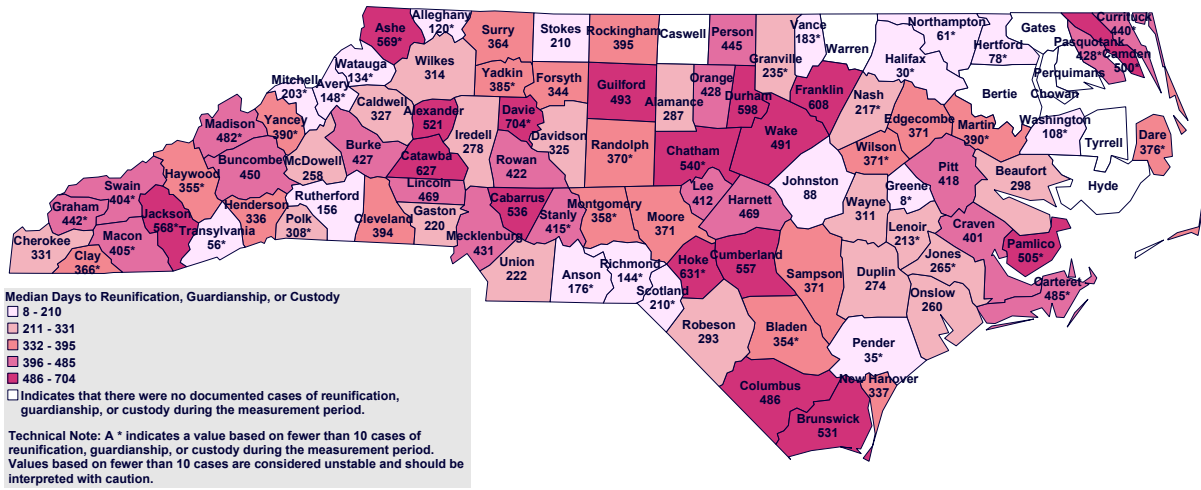 Alleghany
120*
Ashe
569*
Surry
364
Stokes
210
Rockingham
395
Caswell
Person
445
Vance
183*
Granville
235*
Warren
Northampton
61*
Halifax
30*
Hertford
78*
Gates
Currituck
440*
Pasquotank
428*
Camden
500*
Perquimans
Chowan
Bertie
Watauga
134*
Wilkes
314
Mitchell
203*
Avery
148*
Yadkin
385*
Forsyth
344
Guilford
493
Alamance
287
Orange
428
Durham
598
Franklin
608
Nash
217*
Edgecombe
371
Martin
390*
Washington
108*
Tyrrell
Dare
376*
Caldwell
327
Alexander
521
Davie
704*
Iredell
278
Davidson
325
Madison
482*
Yancey
390*
Randolph
370*
Chatham
540*
Wake
491
Wilson
371*
Pitt
418
Beaufort
298
Hyde
Buncombe
450
McDowell
258
Burke
427
Catawba
627
Rowan
422
Haywood
355*
Swain
404*
Graham
442*
Jackson
568*
Henderson
336
Transylvania
56*
Polk
308*
Rutherford
156
Cleveland
394
Lincoln
469
Gaston
220
Mecklenburg
431
Cabarrus
536
Stanly
415*
Montgomery
358*
Moore
371
Lee
412
Harnett
469
Johnston
88
Wayne
311
Greene
8*
Lenoir
213*
Craven
401
Pamlico
505*
Cherokee
331
Clay
366*
Macon
405*
Union
222
Anson
176*
Richmond
144*
Scotland
210*
Hoke
631*
Cumberland
557
Sampson
371
Duplin
274
Jones
265*
Onslow
260
Carteret
485*
Robeson
293
Bladen
354*
Pender
35*
New Hanover
337
Columbus
486
Brunswick
531
Median Days to Reunification, Guardianship, or Custody
8 - 210
211 - 331
332 - 395
396 - 485
486 - 704
Indicates that there were no documented cases of reunification,
guardianship, or custody during the measurement period.
Technical Note: A * indicates a value based on fewer than 10 cases of
reunification, guardianship, or custody during the measurement period.
Values based on fewer than 10 cases are considered unstable and should be
interpreted with caution.